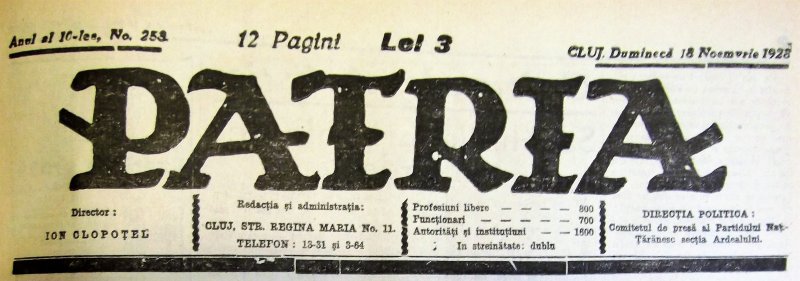 Anul al 10-lea, No. 253.
12 Pagini
Lei 3
CLUJ, Duminecă 18 Noemvrie 1928
PATRIA
Director :
ION CLOPOȚEL
Redacția și administrația:
CLUJ, STR. REGINA MARIA No. 11.
TELEFON : 13-31 și 3-64
Profesiuni libere — — — — 800
Funcționari — — — — 700
Autorități și instituțiuni — — 1600
In streinătate: dublu
DIRECȚIA POLITICA :
Comitetul de presă al Partidului Naț.-
Țărănesc secția Ardealului.